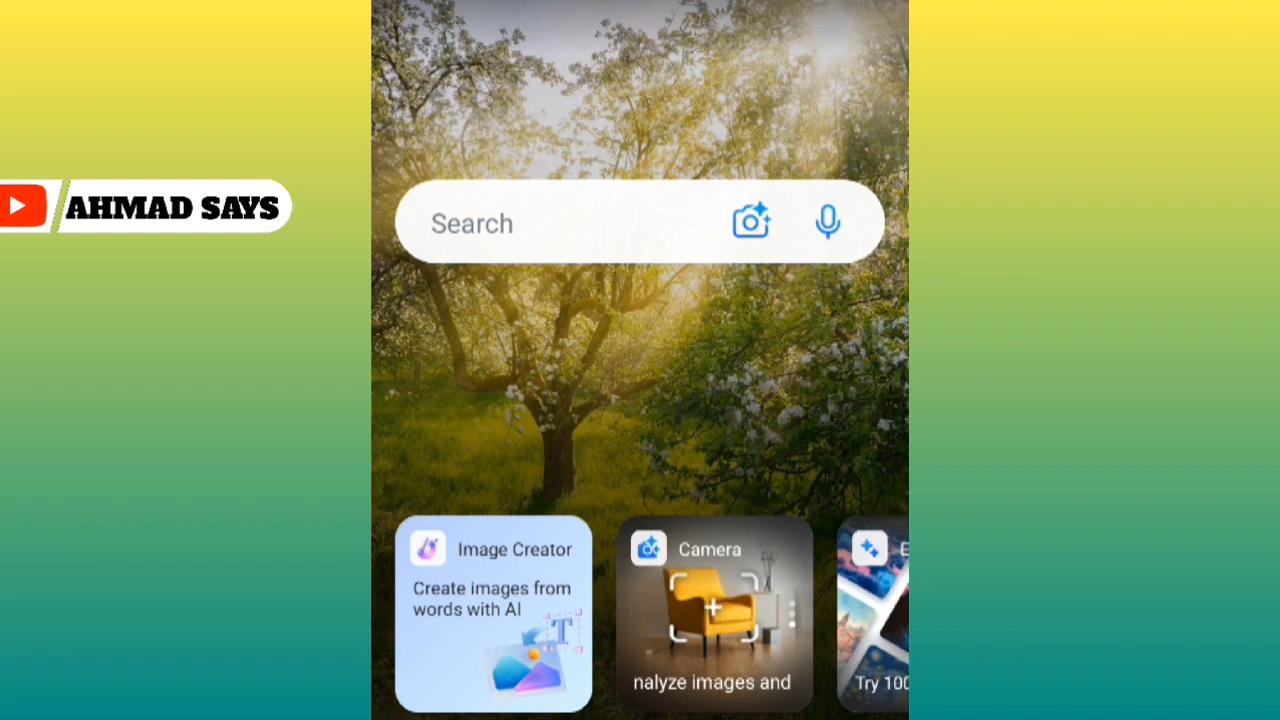 AHMAD SAYS
Search
Image Creator
Create images from
words with AI
T
Camera
nalyze images and
E
Try 100